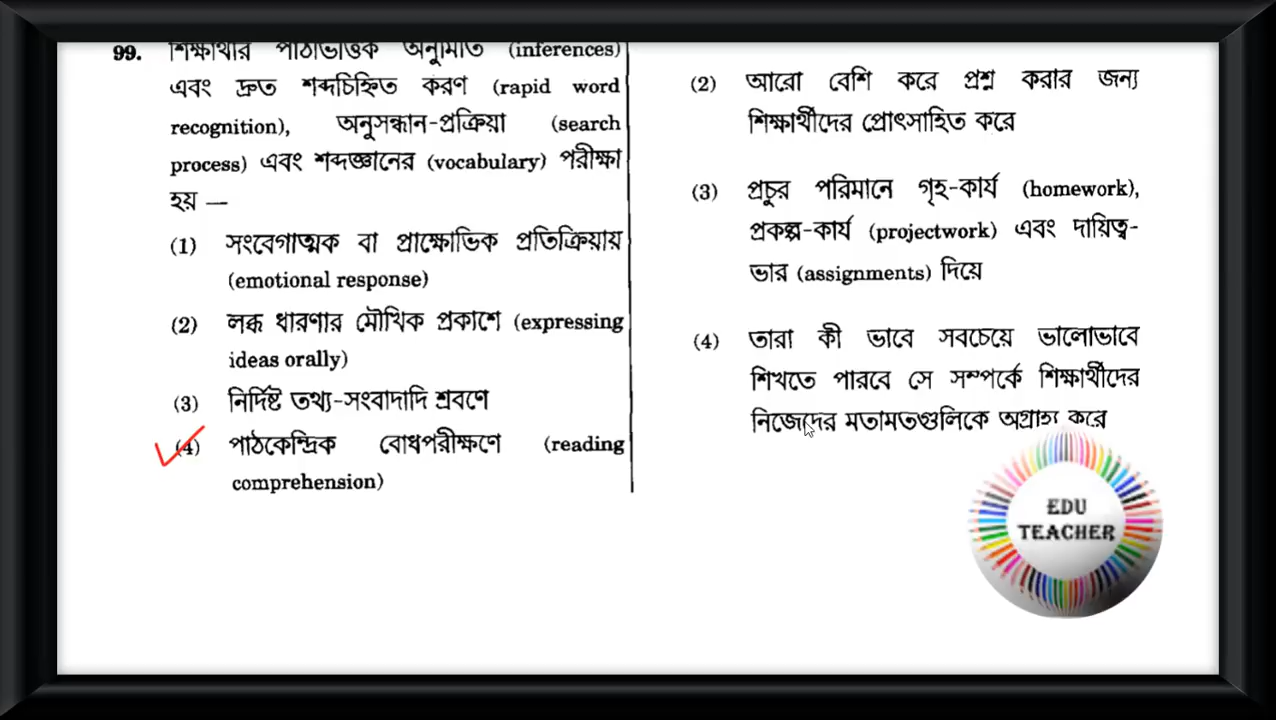 99. শিক্ষার্থীর পাঠভিত্তিক অনুমিতি (inferences)
এবং দ্রুত শব্দচিহ্নিত করণ (rapid word
recognition), অনুসন্ধান-প্রক্রিয়া (search
process) এবং শব্দজ্ঞানের (vocabulary) পরীক্ষা
হয় —
(1) সংবেগাত্মক বা প্রাক্ষোভিক প্রতিক্রিয়ায়
(emotional response)
(2) লব্ধ ধারণার মৌখিক প্রকাশে (expressing
ideas orally)
(3) নির্দিষ্ট তথ্য-সংবাদাদি শ্রবণে
(4) পাঠকেন্দ্রিক বোধপরীক্ষণে (reading
comprehension)
(2) আরো বেশি করে প্রশ্ন করার জন্য
শিক্ষার্থীদের প্রোৎসাহিত করে
(3) প্রচুর পরিমানে গৃহ-কার্য (homework),
প্রকল্প-কার্য (projectwork) এবং দায়িত্ব-
ভার (assignments) দিয়ে
(4) তারা কী ভাবে সবচেয়ে ভালোভাবে
শিখতে পারবে সে সম্পর্কে শিক্ষার্থীদের
নিজেদের মতামতগুলিকে অগ্রাহ্য করে
EDU
TEACHER